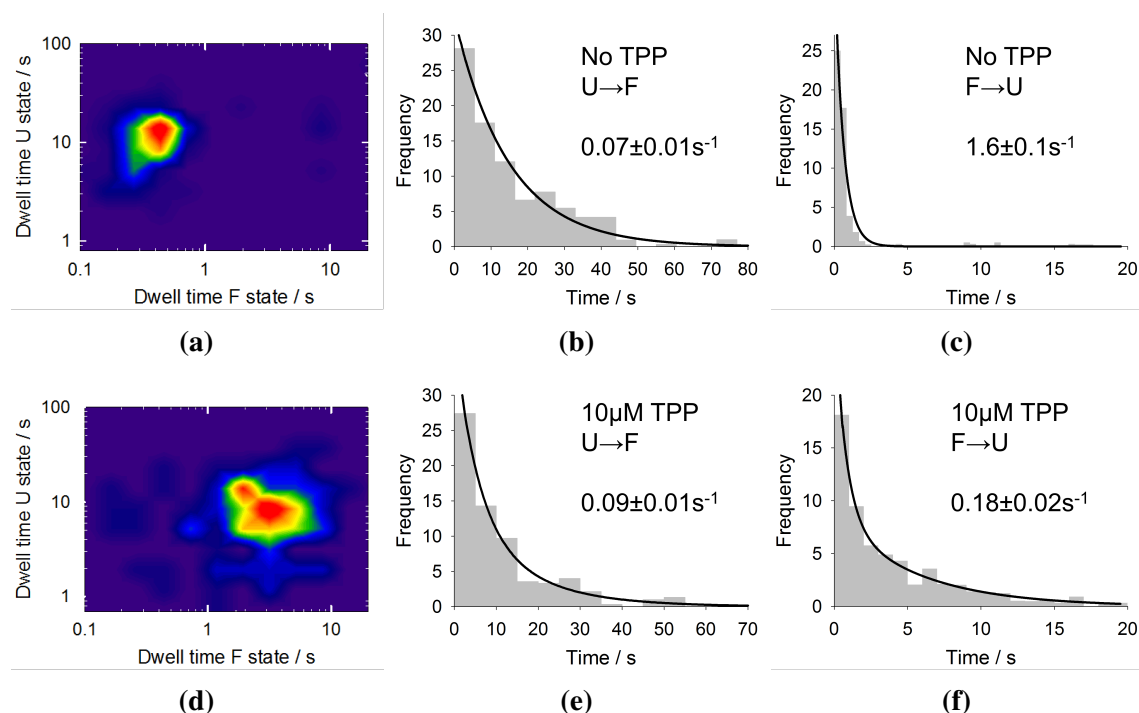 100
10
1
Dwell time U state / s
0.1
1
10
Dwell time F state / s
(a)
30
25
20
15
10
5
0
Frequency
No TPP
U→F
0.07±0.01s⁻¹
0 10 20 30 40 50 60 70 80
Time / s
(b)
30
25
20
15
10
5
0
Frequency
No TPP
F→U
1.6±0.1s⁻¹
0 5 10 15 20
Time / s
(c)
100
10
1
Dwell time U state / s
0.1
1
10
Dwell time F state / s
(d)
30
25
20
15
10
5
0
Frequency
10µM TPP
U→F
0.09±0.01s⁻¹
0 10 20 30 40 50 60 70
Time / s
(e)
20
15
10
5
0
Frequency
10µM TPP
F→U
0.18±0.02s⁻¹
0 5 10 15 20
Time / s
(f)